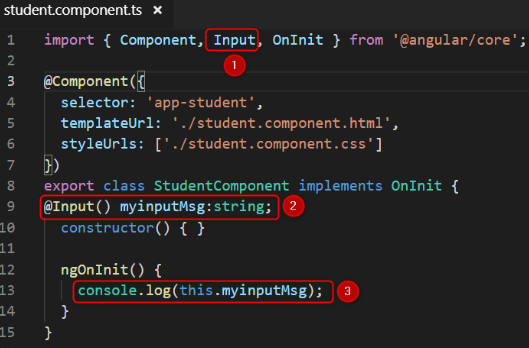 student.component.ts ×
1 import { Component, Input, OnInit } from '@angular/core';
1
2
3 @Component({
4 selector: 'app-student',
5 templateUrl: './student.component.html',
6 styleUrls: ['./student.component.css']
7 })
8 export class StudentComponent implements OnInit {
9 @Input() myinputMsg:string; 2
10 constructor() { }
11
12 ngOnInit() {
13 console.log(this.myinputMsg); 3
14 }
15 }